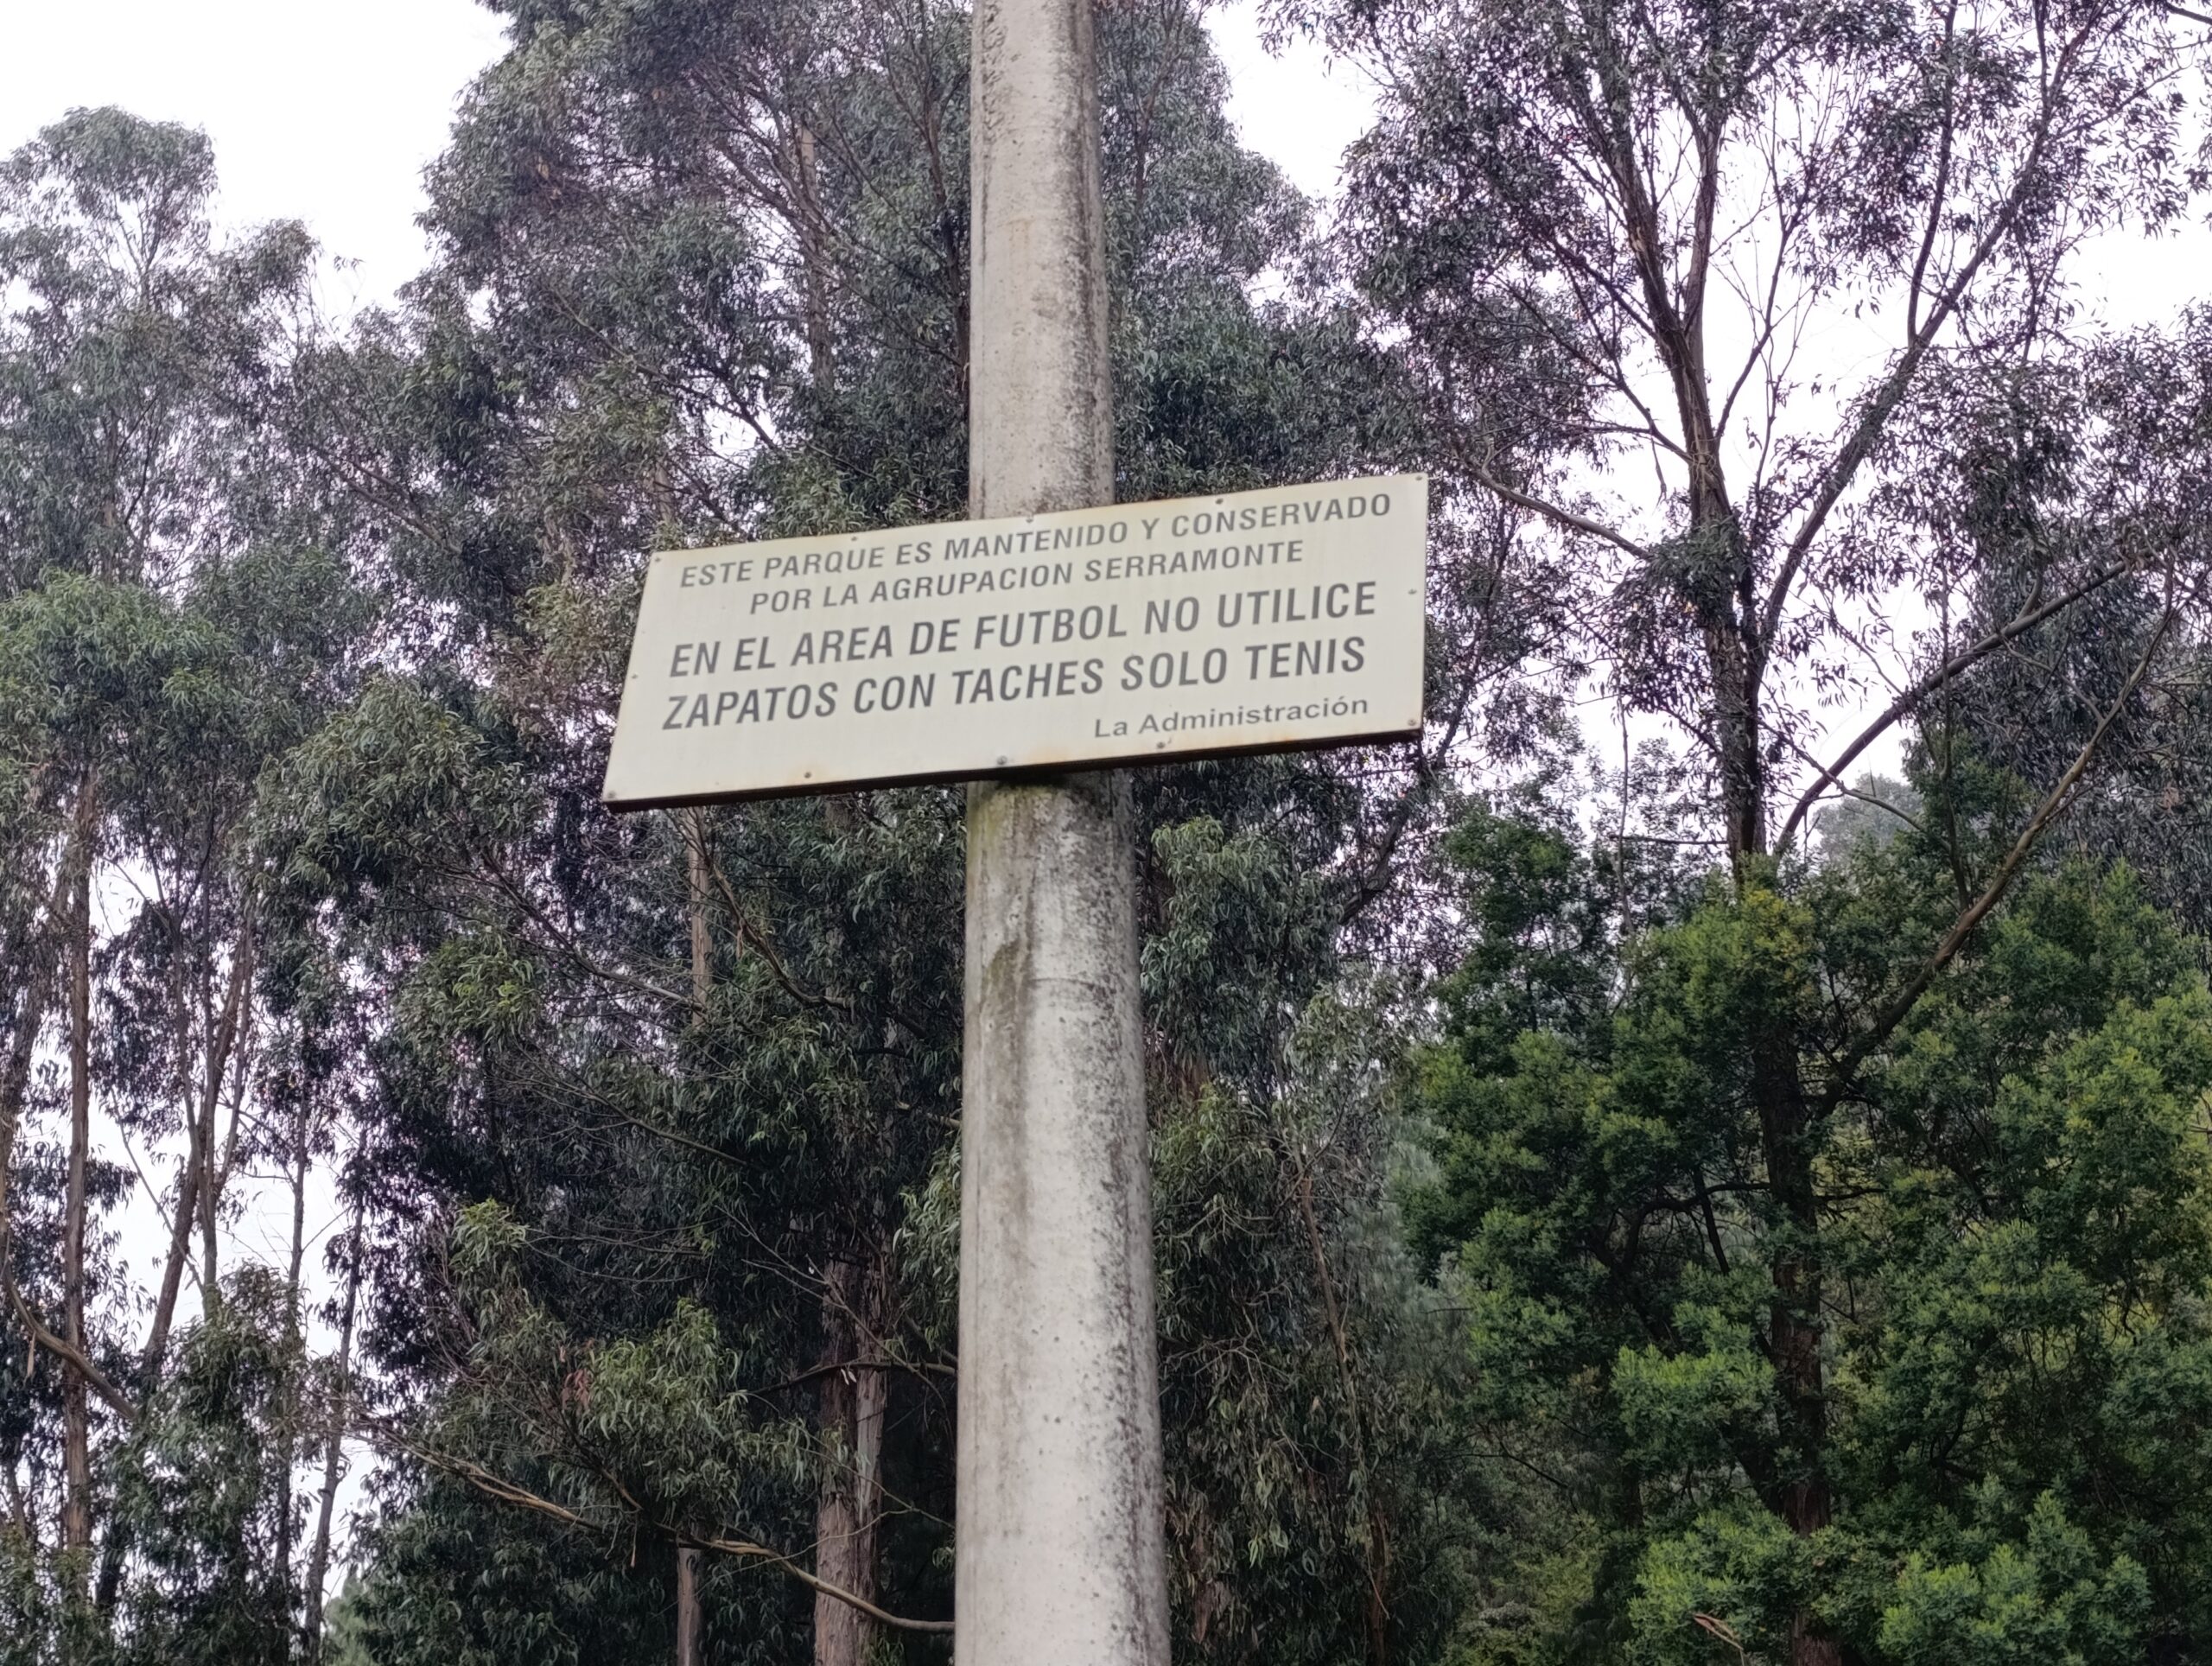 ESTE PARQUE ES MANTENIDO Y CONSERVADO
POR LA AGRUPACION SERRAMONTE
EN EL AREA DE FUTBOL NO UTILICE
ZAPATOS CON TACHES SOLO TENIS
La Administración